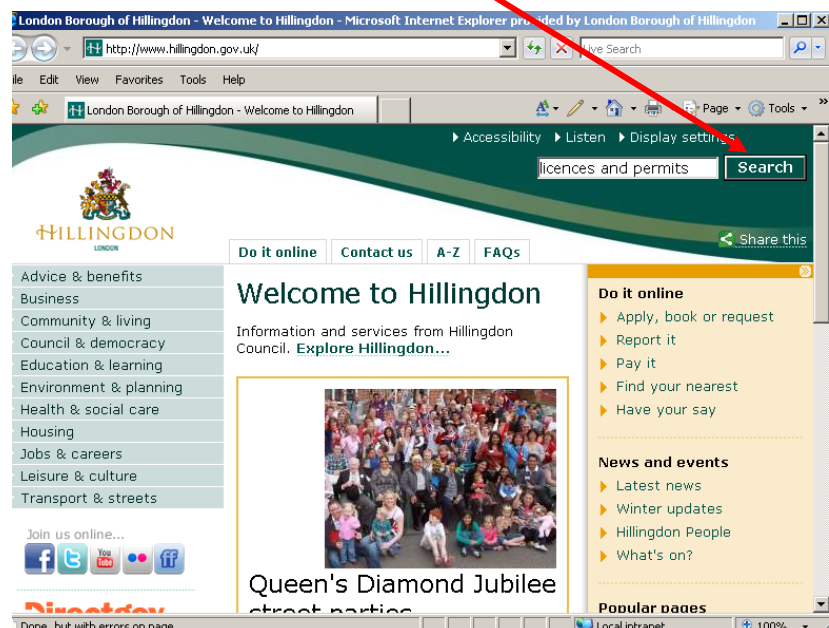 London Borough of Hillingdon - Welcome to Hillingdon - Microsoft Internet Explorer provided by London Borough of Hillingdon
http://www.hillingdon.gov.uk/
Live Search
Edit View Favorites Tools Help
London Borough of Hillingdon - Welcome to Hillingdon
Page Tools »
Accessibility Listen Display settings
licences and permits Search
HILLINGDON
LONDON
Share this
Do it online Contact us A-Z FAQs
Advice & benefits
Business
Community & living
Council & democracy
Education & learning
Environment & planning
Health & social care
Housing
Jobs & careers
Leisure & culture
Transport & streets
Join us online...
You Tube
Welcome to Hillingdon
Information and services from Hillingdon
Council. Explore Hillingdon...
Queen's Diamond Jubilee
street parties
Do it online
Apply, book or request
Report it
Pay it
Find your nearest
Have your say
News and events
Latest news
Winter updates
Hillingdon People
What's on?
Popular pages
Directgov
Done, but with errors on page. Local intranet 100%